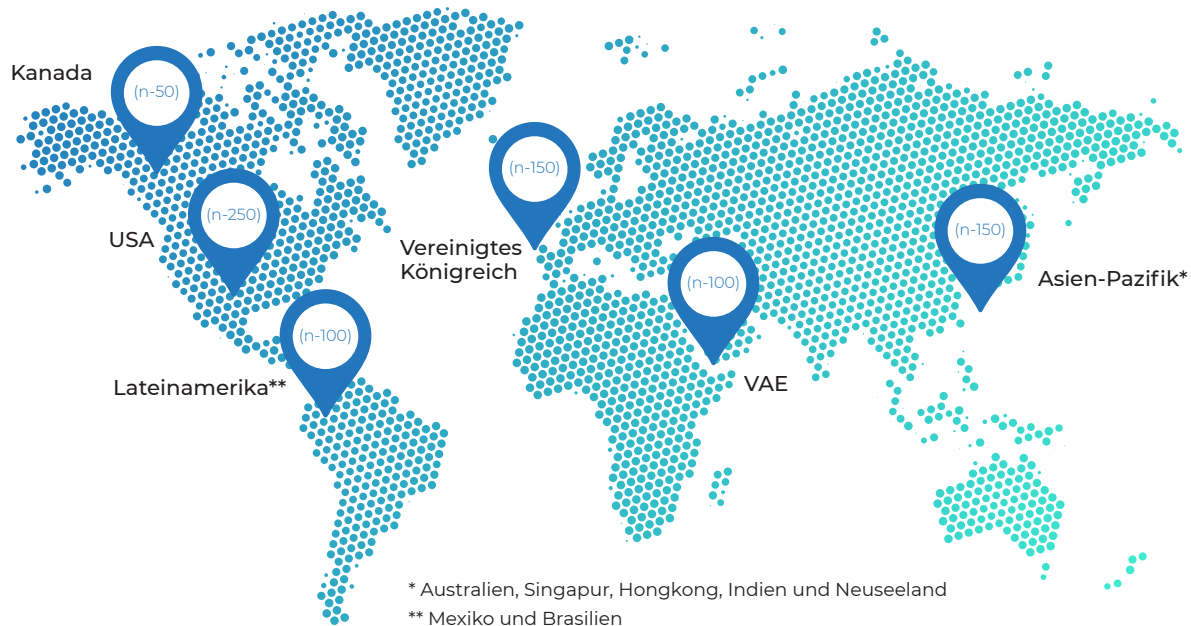 Kanada
(n-50)
(n-150)
(n-250)
USA
(n-150)
Vereinigtes
Königreich
(n-100)
Asien-Pazifik*
(n-100)
Lateinamerika**
VAE
* Australien, Singapur, Hongkong, Indien und Neuseeland
** Mexiko und Brasilien